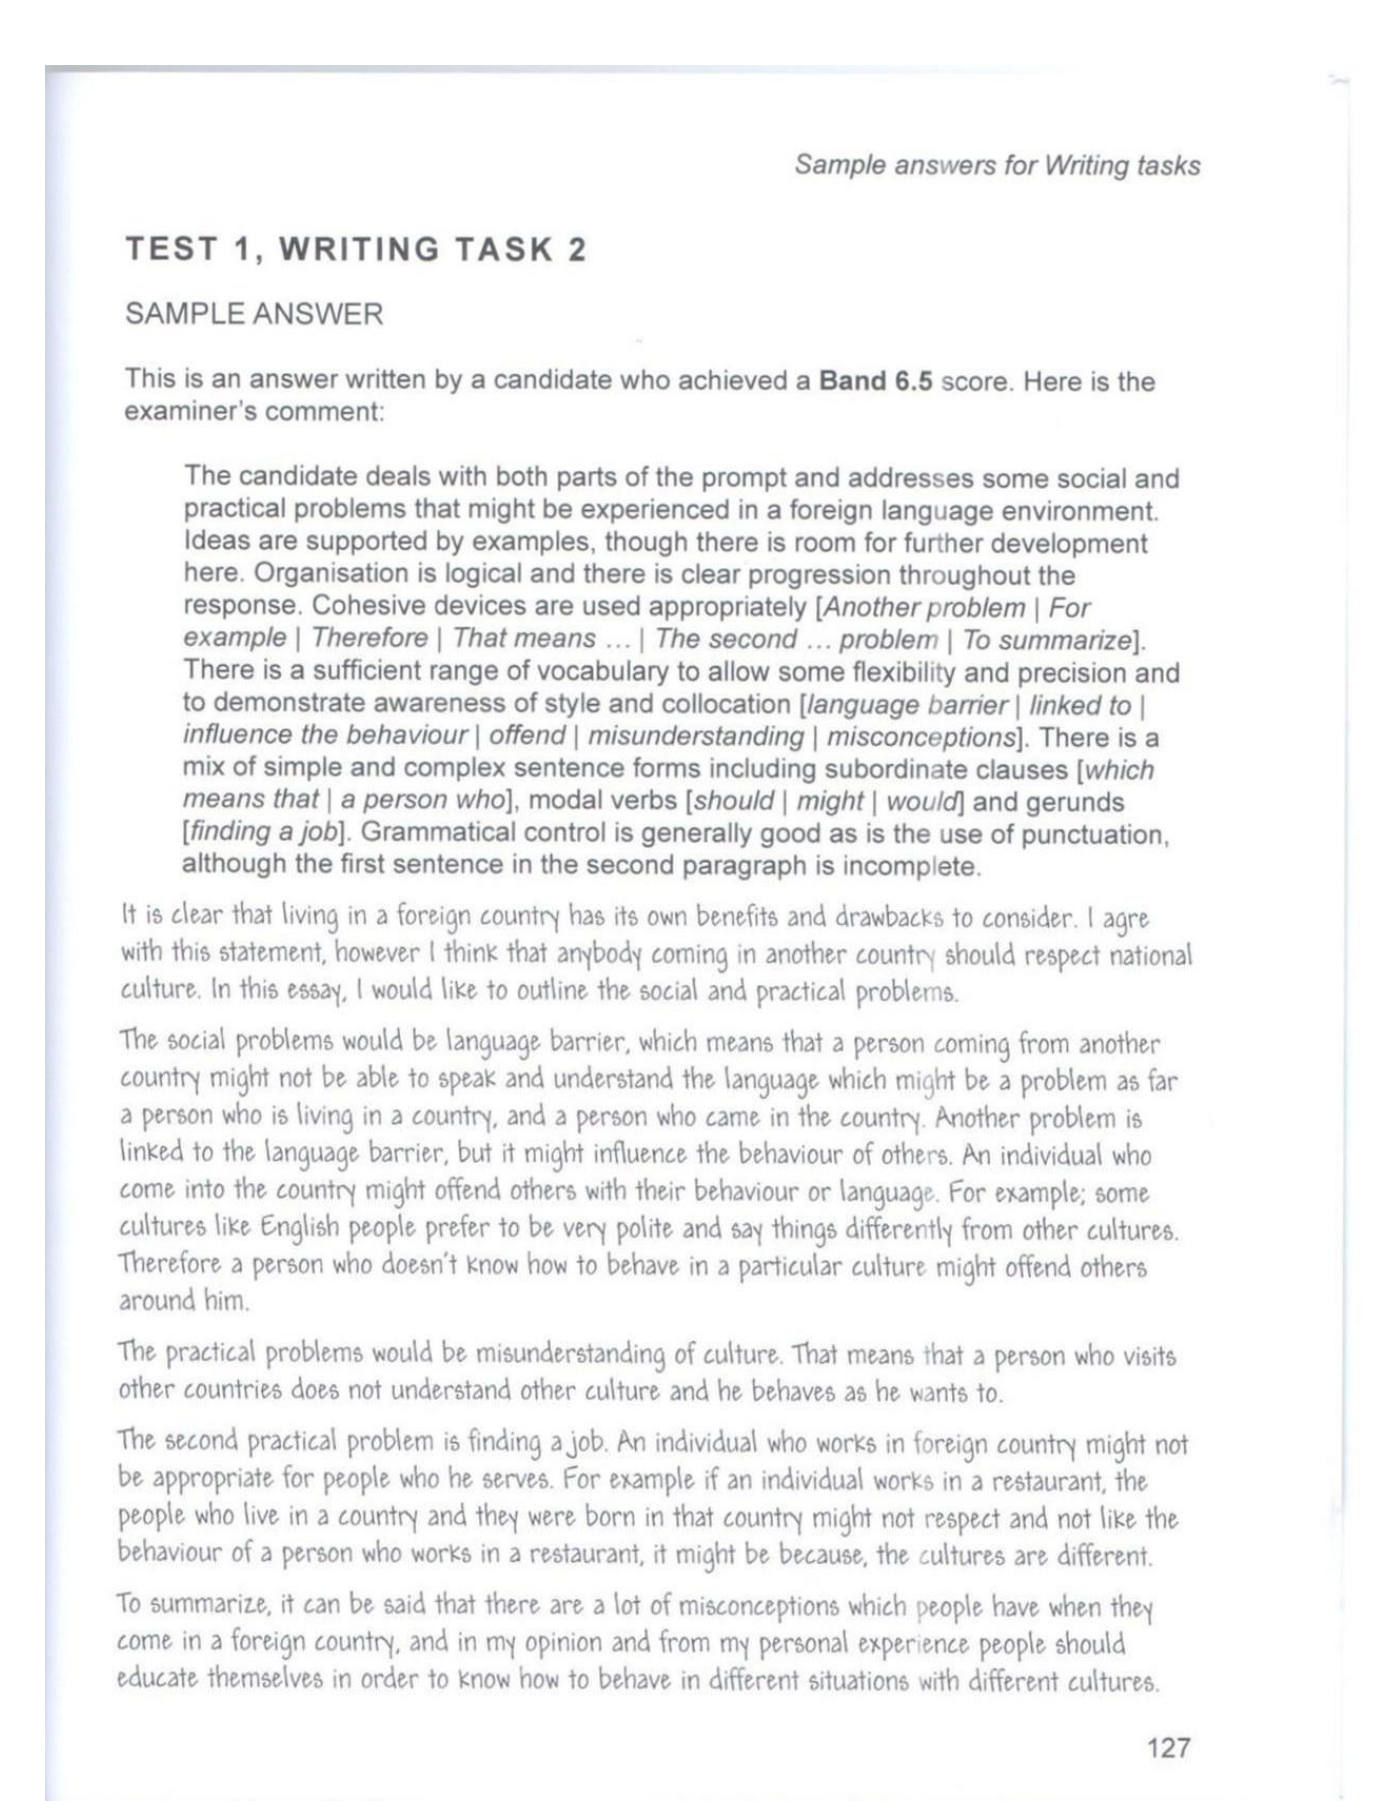 Sample answers for Writing tasks
TEST 1, WRITING TASK 2
SAMPLE ANSWER
This is an answer written by a candidate who achieved a Band 6.5 score. Here is the
examiner's comment:
The candidate deals with both parts of the prompt and addresses some social and
practical problems that might be experienced in a foreign language environment.
Ideas are supported by examples, though there is room for further development
here. Organisation is logical and there is clear progression throughout the
response. Cohesive devices are used appropriately [Another problem | For
example | Therefore | That means ... | The second ... problem | To summarize].
There is a sufficient range of vocabulary to allow some flexibility and precision and
to demonstrate awareness of style and collocation [language barrier | linked to |
influence the behaviour | offend | misunderstanding | misconceptions]. There is a
mix of simple and complex sentence forms including subordinate clauses [which
means that | a person who], modal verbs [should | might | would] and gerunds
[finding a job]. Grammatical control is generally good as is the use of punctuation,
although the first sentence in the second paragraph is incomplete.
It is clear that living in a foreign country has its own benefits and drawbacks to consider. I agre
with this statement, however I think that anybody coming in another country should respect national
culture. In this essay, I would like to outline the social and practical problems.
The social problems would be language barrier, which means that a person coming from another
country might not be able to speak and understand the language which might be a problem as far
a person who is living in a country, and a person who came in the country. Another problem is
linked to the language barrier, but it might influence the behaviour of others. An individual who
come into the country might offend others with their behaviour or language. For example; some
cultures like English people prefer to be very polite and say things differently from other cultures.
Therefore a person who doesn't know how to behave in a particular culture might offend others
around him.
The practical problems would be misunderstanding of culture. That means that a person who visits
other countries does not understand other culture and he behaves as he wants to.
The second practical problem is finding a job. An individual who works in foreign country might not
be appropriate for people who he serves. For example if an individual works in a restaurant, the
people who live in a country and they were born in that country might not respect and not like the
behaviour of a person who works in a restaurant, it might be because, the cultures are different.
To summarize, it can be said that there are a lot of misconceptions which people have when they
come in a foreign country, and in my opinion and from my personal experience people should
educate themselves in order to know how to behave in different situations with different cultures.
127